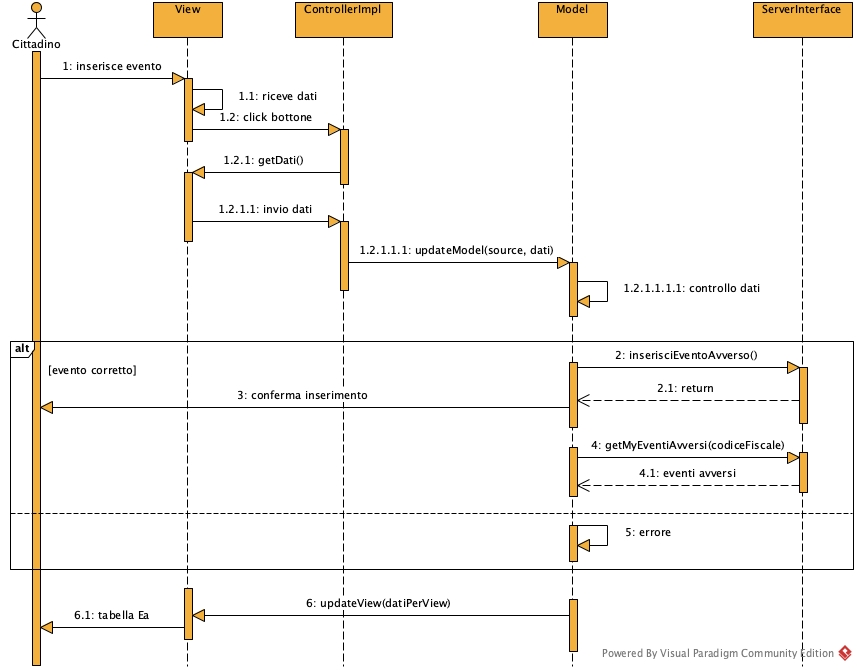 View
ControllerImpl
Model
ServerInterface
Cittadino
1: inserisce evento
1.1: riceve dati
1.2: click bottone
1.2.1: getDati()
1.2.1.1: invio dati
1.2.1.1.1: updateModel(source, dati)
1.2.1.1.1.1: controllo dati
alt
[evento corretto]
2: inserisciEventoAvverso()
2.1: return
3: conferma inserimento
4: getMyEventiAvversi(codiceFiscale)
4.1: eventi avversi
5: errore
6: updateView(datiPerView)
6.1: tabella Ea
Powered By Visual Paradigm Community Edition